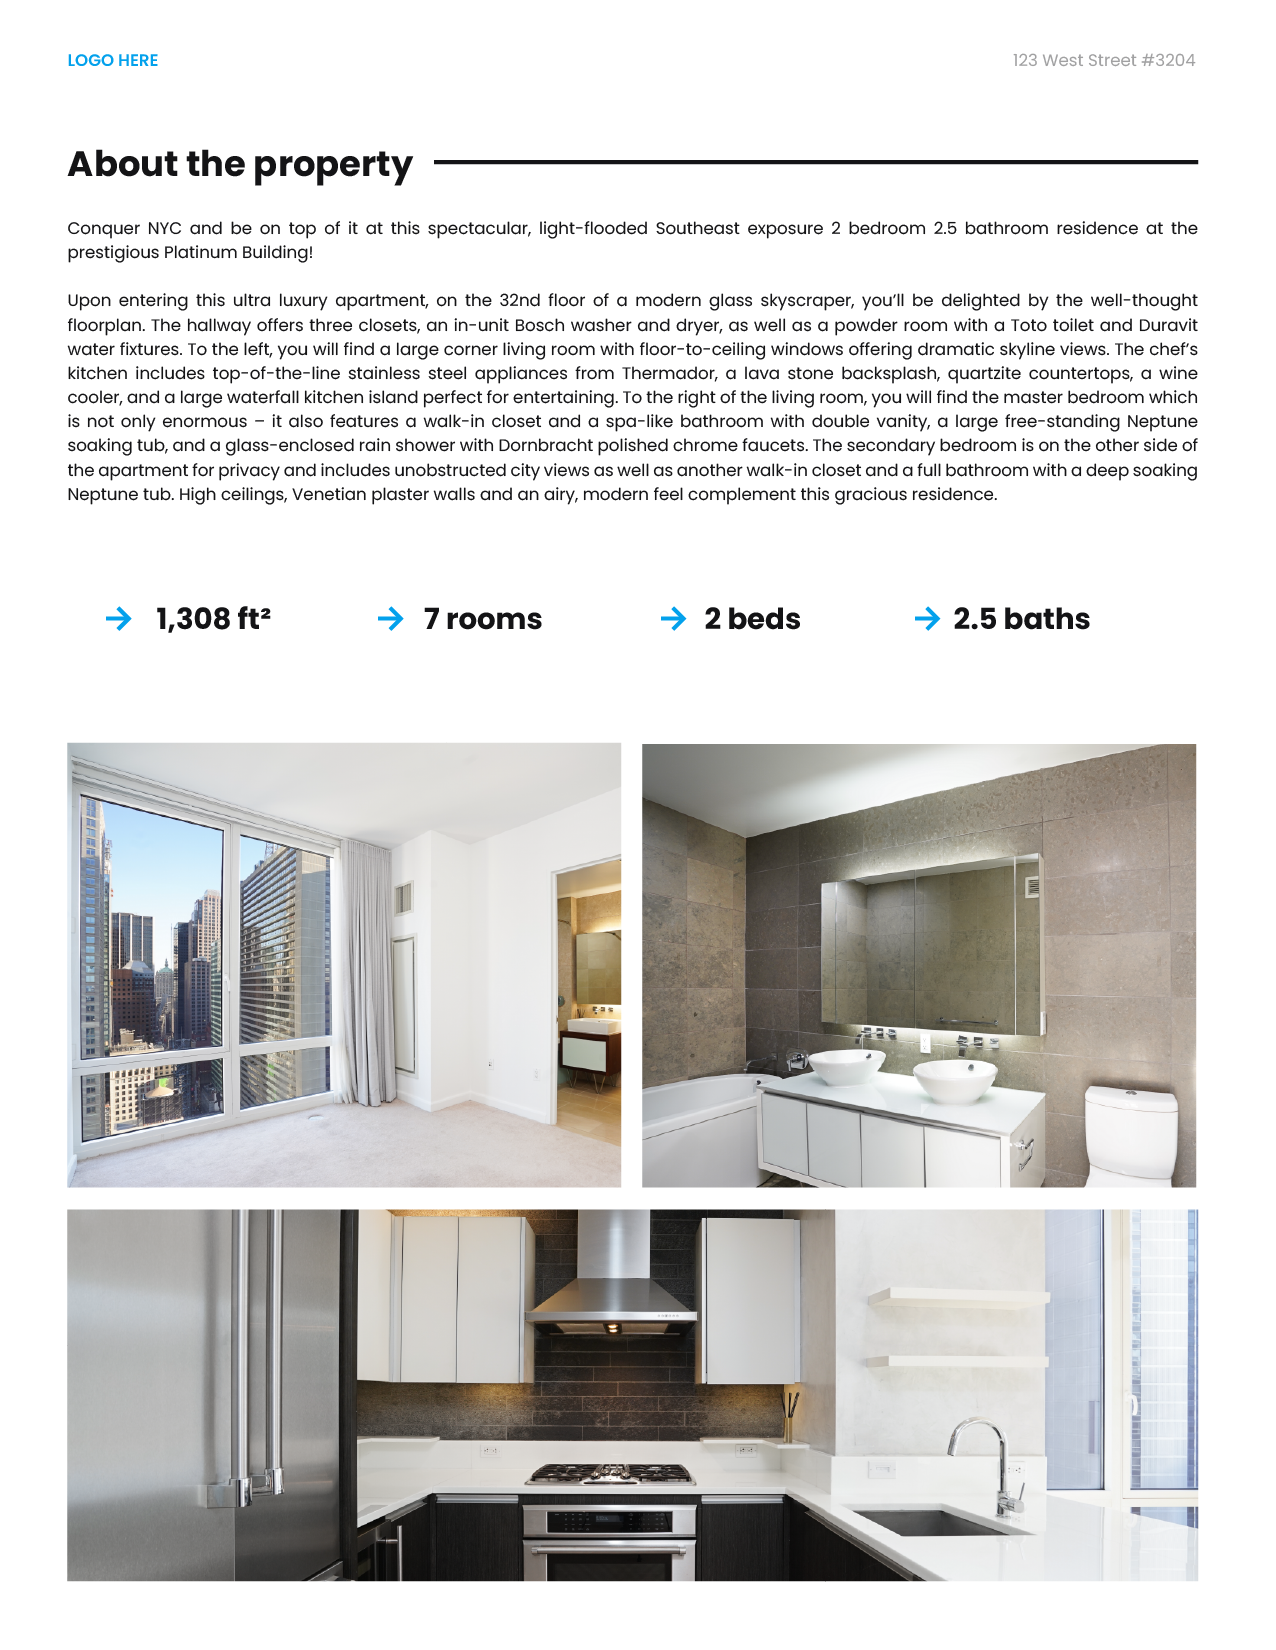 LOGO HERE
123 West Street #3204
About the property
Conquer NYC and be on top of it at this spectacular, light-flooded Southeast exposure 2 bedroom 2.5 bathroom residence at the
prestigious Platinum Building!
Upon entering this ultra luxury apartment, on the 32nd floor of a modern glass skyscraper, you’ll be delighted by the well-thought
floorplan. The hallway offers three closets, an in-unit Bosch washer and dryer, as well as a powder room with a Toto toilet and Duravit
water fixtures. To the left, you will find a large corner living room with floor-to-ceiling windows offering dramatic skyline views. The chef’s
kitchen includes top-of-the-line stainless steel appliances from Thermador, a lava stone backsplash, quartzite countertops, a wine
cooler, and a large waterfall kitchen island perfect for entertaining. To the right of the living room, you will find the master bedroom which
is not only enormous – it also features a walk-in closet and a spa-like bathroom with double vanity, a large free-standing Neptune
soaking tub, and a glass-enclosed rain shower with Dornbracht polished chrome faucets. The secondary bedroom is on the other side of
the apartment for privacy and includes unobstructed city views as well as another walk-in closet and a full bathroom with a deep soaking
Neptune tub. High ceilings, Venetian plaster walls and an airy, modern feel complement this gracious residence.
→ 1,308 ft²
→ 7 rooms
→ 2 beds
→ 2.5 baths